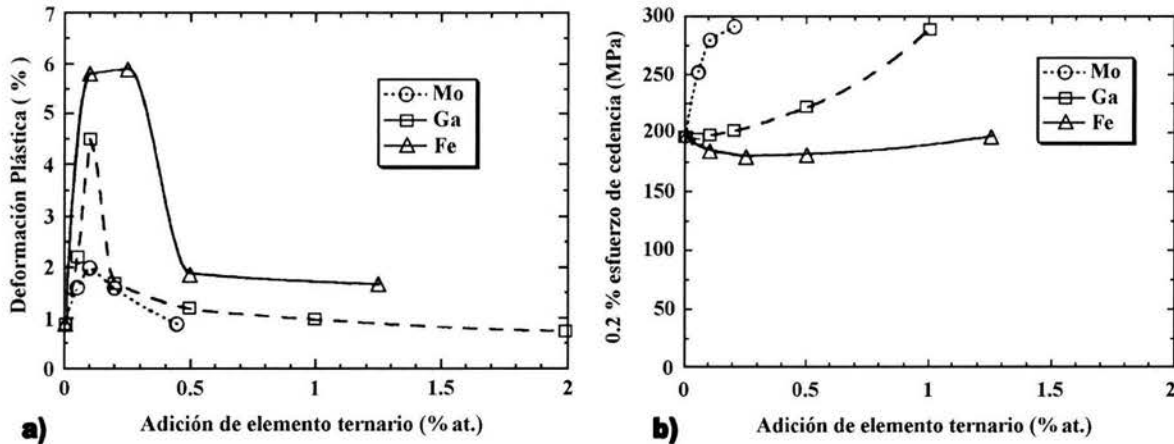 Deformación Plástica ( % )
7
6
5
4
3
2
1
0
0
0.5
1
1.5
2
Mo
Ga
Fe
Adición de elemento ternario (% at.)
a)
0.2 % esfuerzo de cedencia (MPa)
300
250
200
150
100
50
0
0
0.5
1
1.5
2
Mo
Ga
Fe
Adición de elemento ternario (% at.)
b)